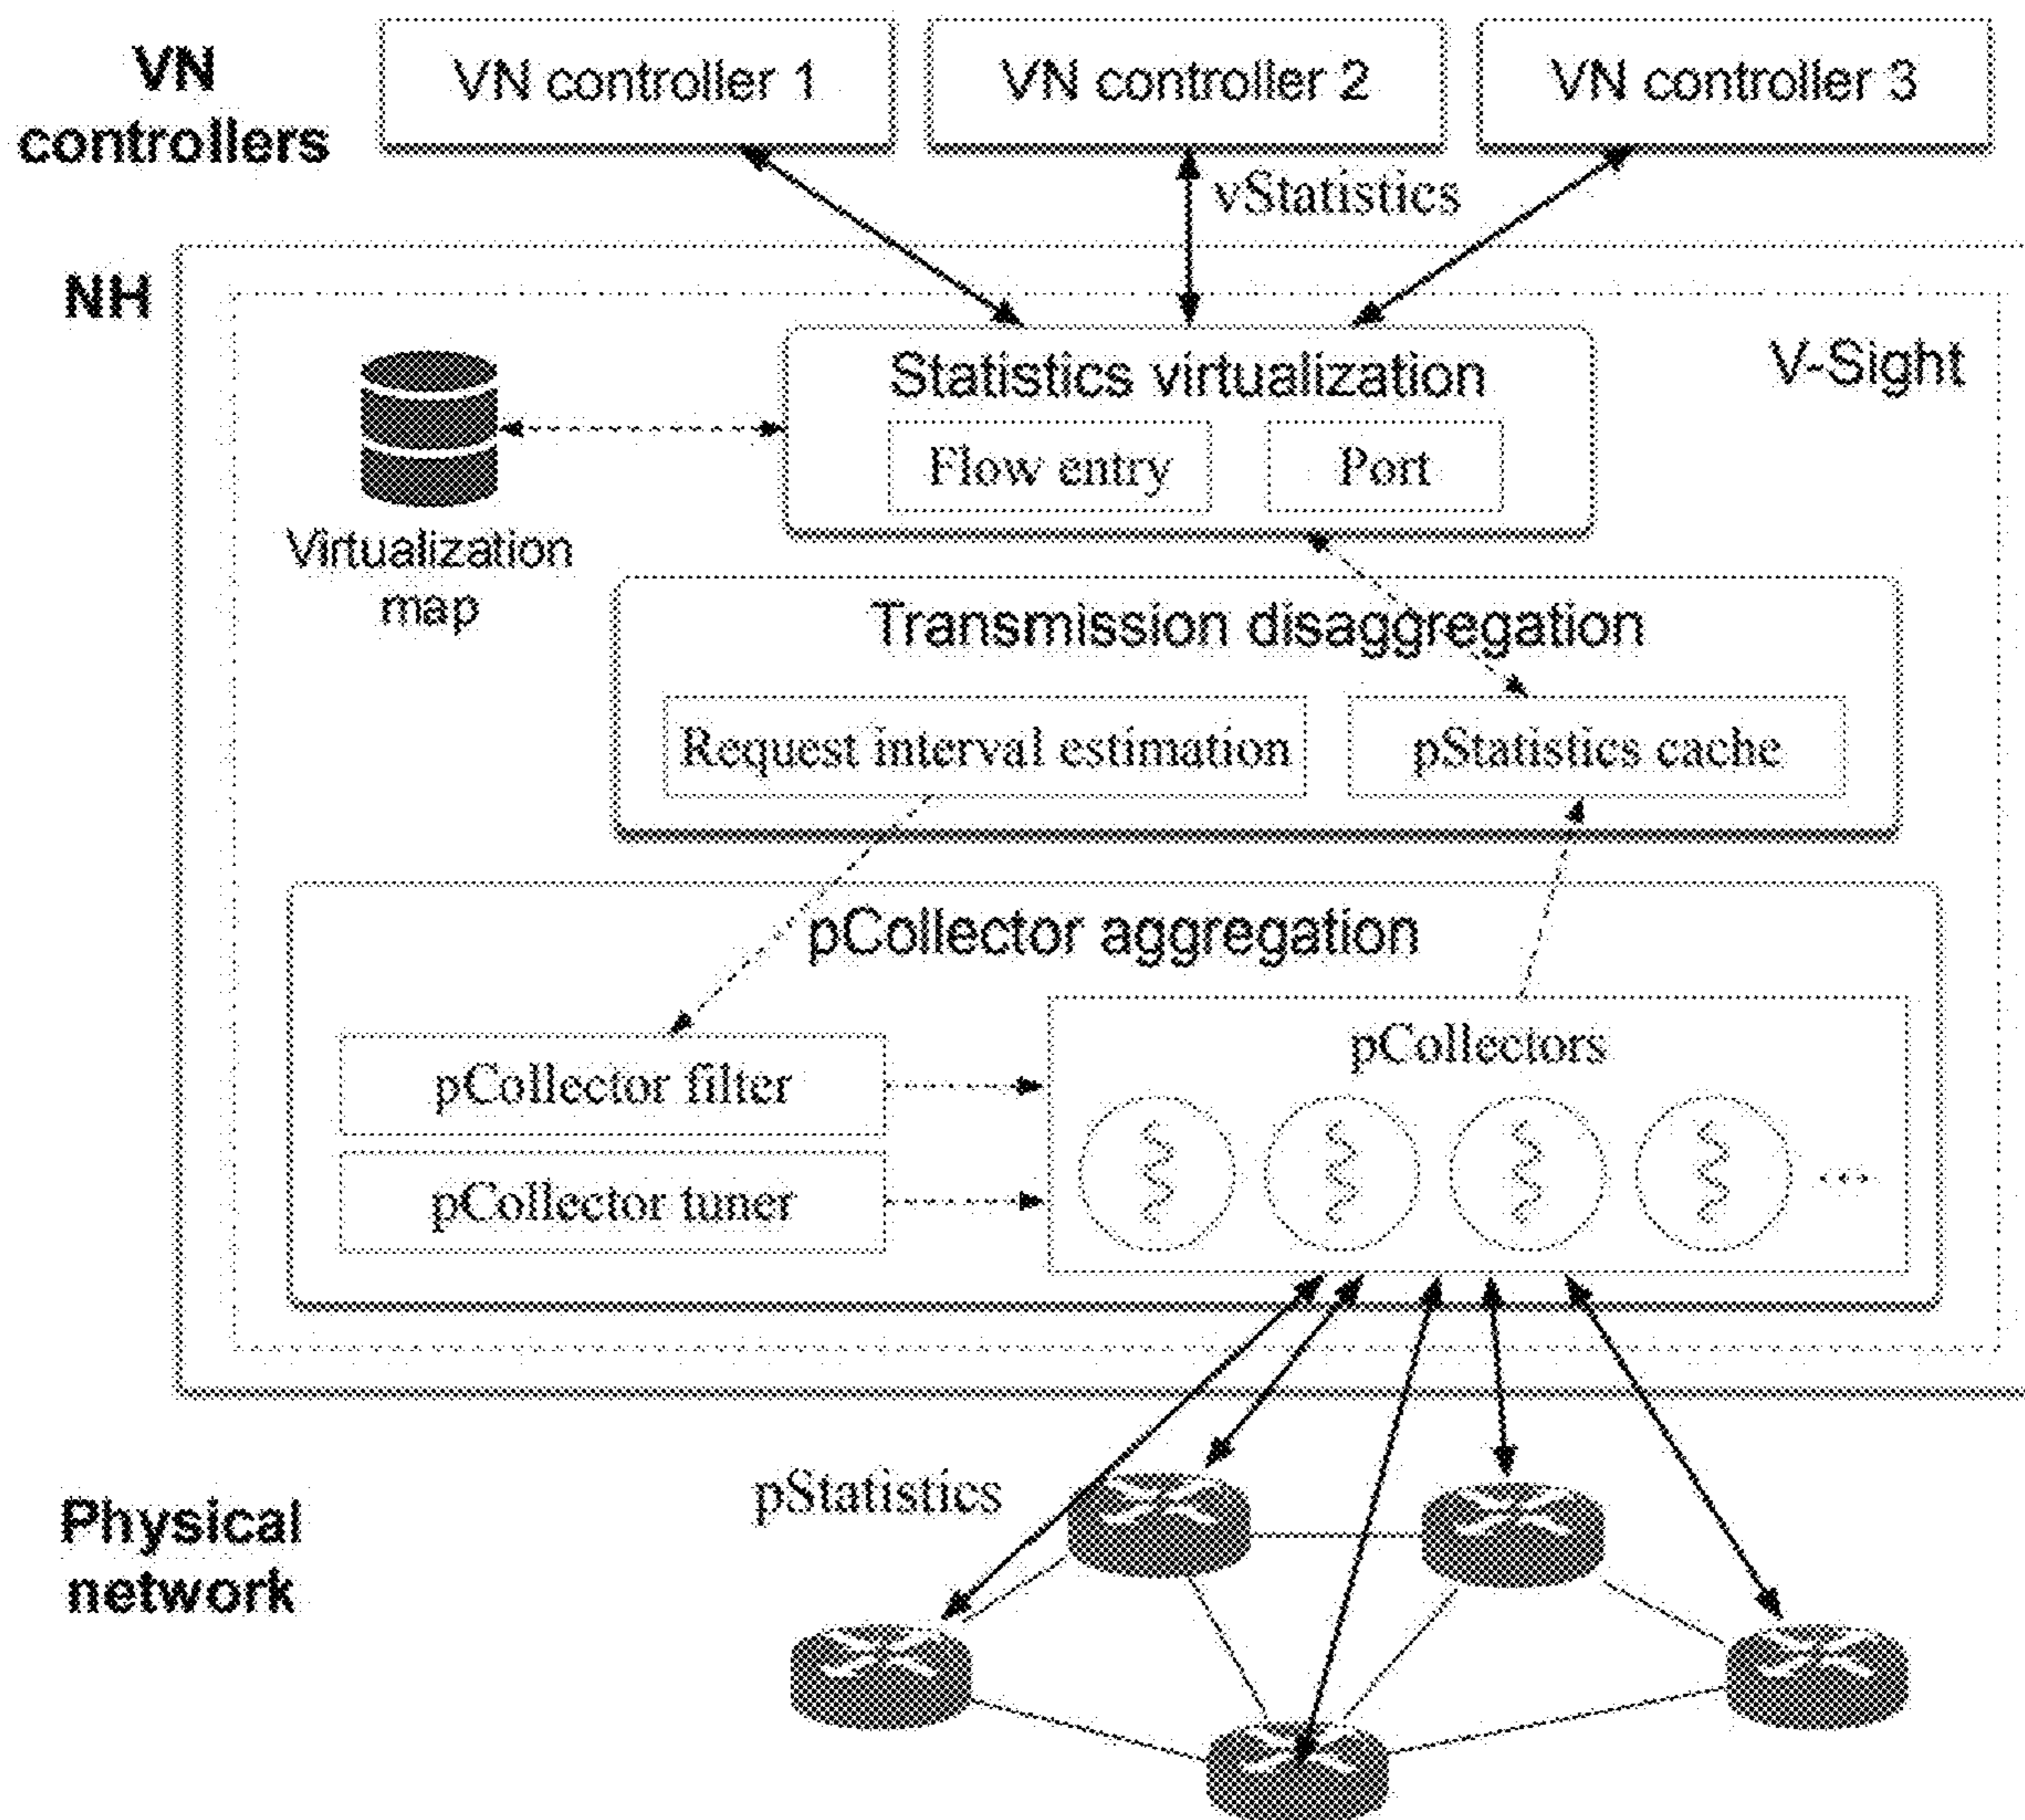 VN
controllers
VN controller 1
VN controller 2
VN controller 3
vStatistics
NH
V-Sight
Statistics virtualization
Flow entry
Port
Virtualization
map
Transmission disaggregation
Request interval estimation
pStatistics cache
pCollector aggregation
pCollector filter
pCollector tuner
pCollectors
...
pStatistics
Physical
network